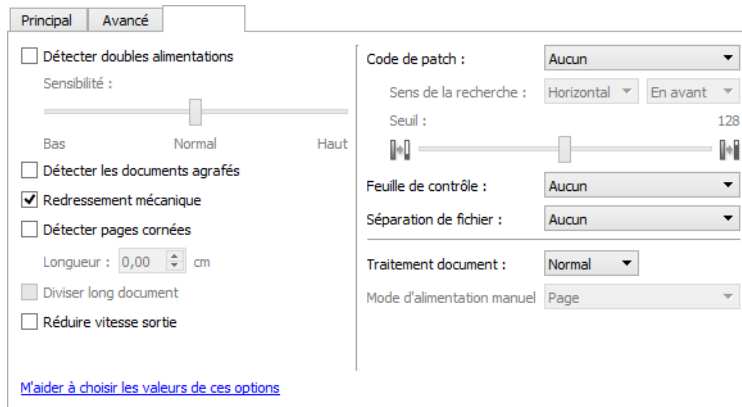 Principal
Avancé
Détecter doubles alimentations
Sensibilité :
Bas Normal Haut
Détecter les documents agrafés
Redressement mécanique
Détecter pages cornées
Longueur : 0,00 cm
Diviser long document
Réduire vitesse sortie
M'aider à choisir les valeurs de ces options
Code de patch : Aucun
Sens de la recherche : Horizontal En avant
Seuil : 128
Feuille de contrôle : Aucun
Séparation de fichier : Aucun
Traitement document : Normal
Mode d'alimentation manuel Page